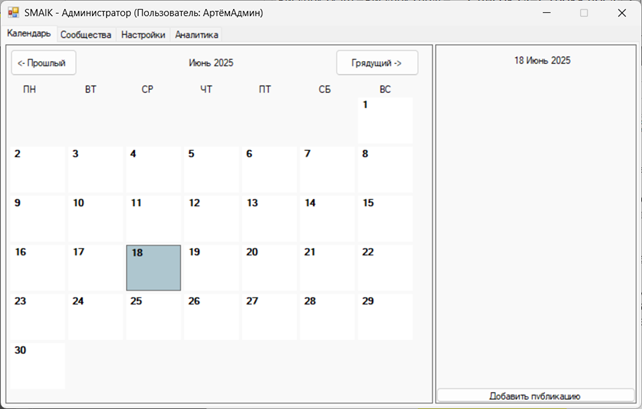 SMAIK - Администратор (Пользователь: АртёмАдмин)
Календарь Сообщества Настройки Аналитика
<- Прошлый Июнь 2025 Грядущий ->
18 Июнь 2025
ПН ВТ СР ЧТ ПТ СБ ВС
1
2 3 4 5 6 7 8
9 10 11 12 13 14 15
16 17 18 19 20 21 22
23 24 25 26 27 28 29
30
Добавить публикацию